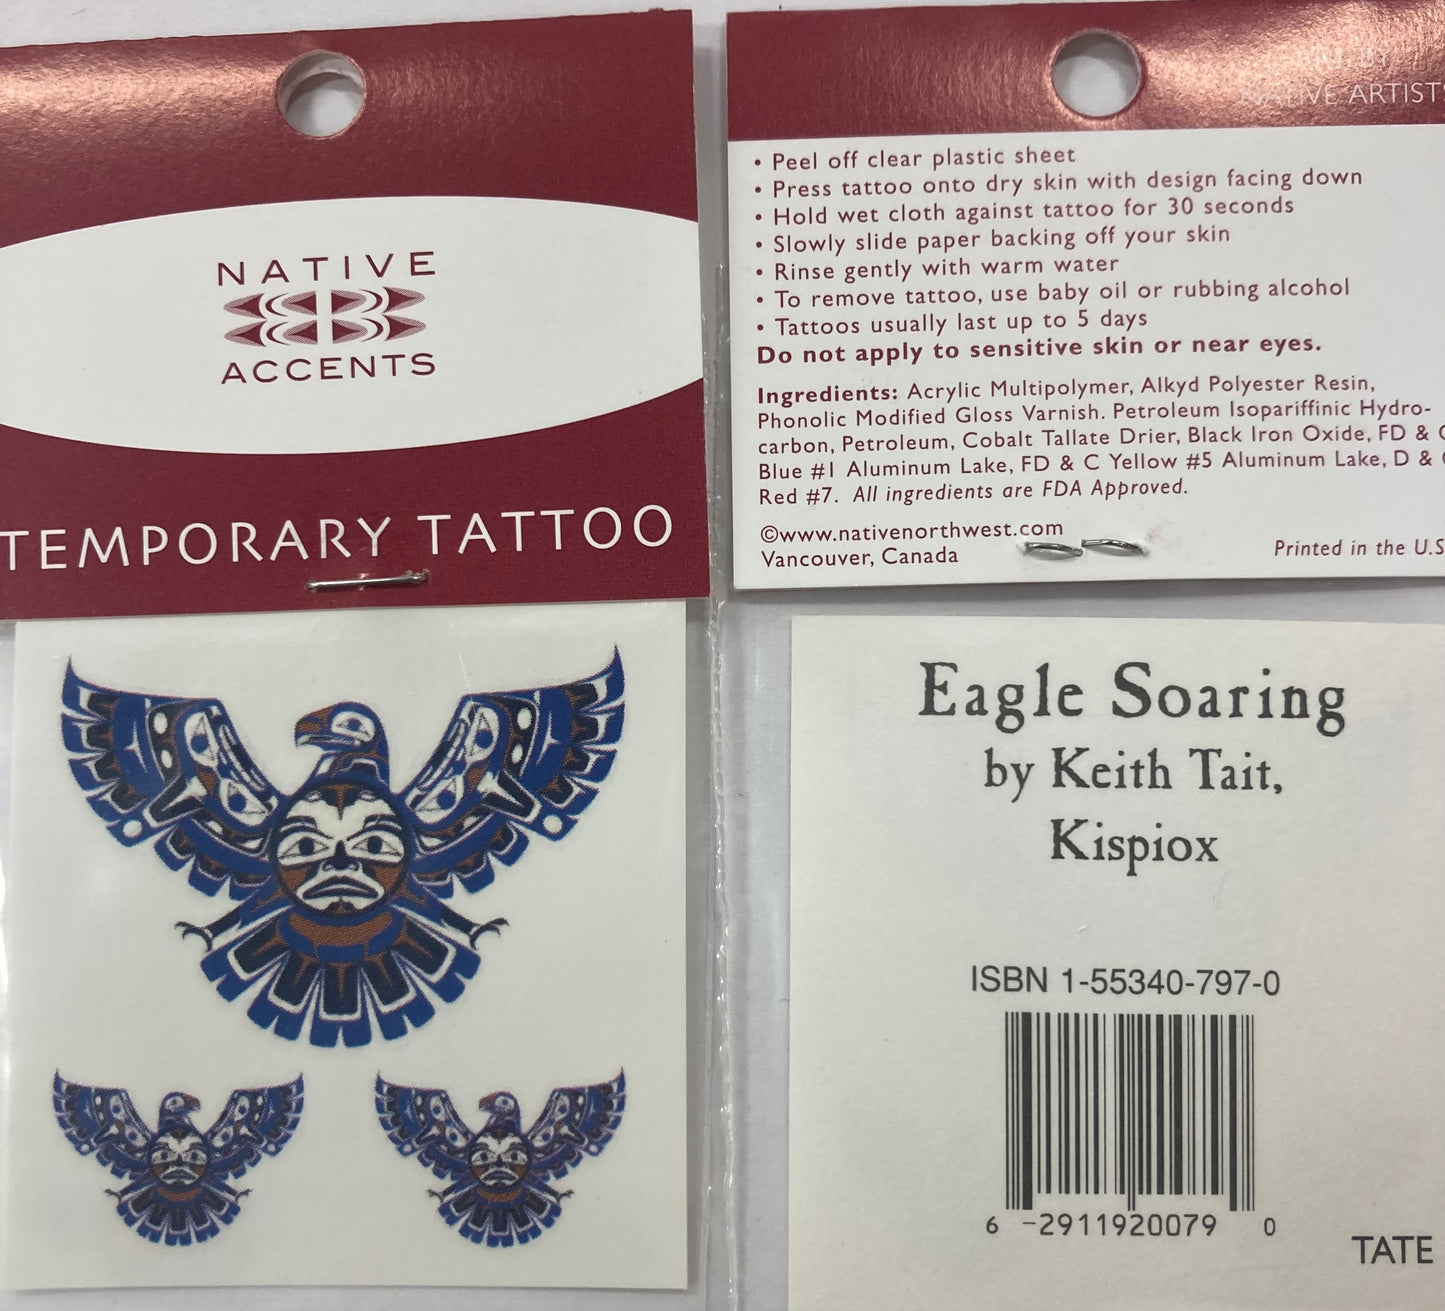 NATIVE
ACCENTS
TEMPORARY TATTOO
BY
NATIVE ARTIST
• Peel off clear plastic sheet
• Press tattoo onto dry skin with design facing down
• Hold wet cloth against tattoo for 30 seconds
• Slowly slide paper backing off your skin
• Rinse gently with warm water
• To remove tattoo, use baby oil or rubbing alcohol
• Tattoos usually last up to 5 days
Do not apply to sensitive skin or near eyes.
Ingredients: Acrylic Multipolymer, Alkyd Polyester Resin,
Phonolic Modified Gloss Varnish. Petroleum Isopariffinic Hydro-
carbon, Petroleum, Cobalt Tallate Drier, Black Iron Oxide, FD & C
Blue #1 Aluminum Lake, FD & C Yellow #5 Aluminum Lake, D & C
Red #7. All ingredients are FDA Approved.
©www.nativenorthwest.com
Vancouver, Canada
Printed in the U.S
Eagle Soaring
by Keith Tait,
Kispiox
ISBN 1-55340-797-0
6 -2911920079 0
TATE